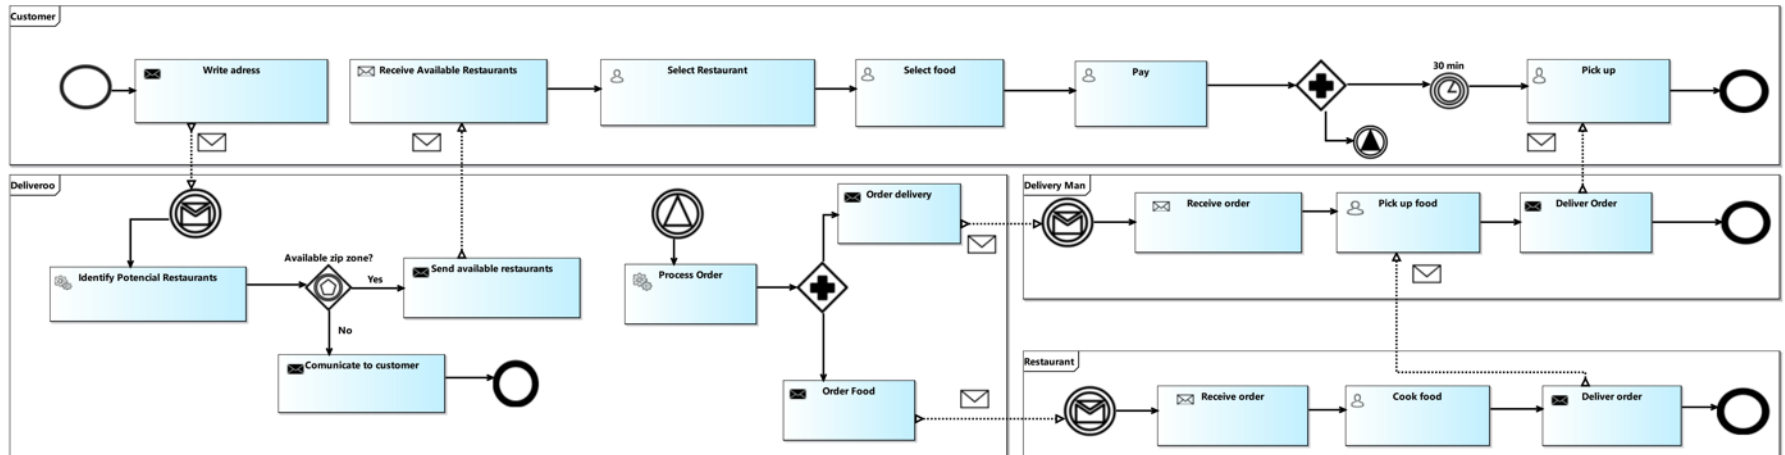 Customer
Write adress
Receive Available Restaurants
Select Restaurant
Select food
Pay
30 min
Pick up
Deliveroo
Identify Potencial Restaurants
Available zip zone?
Yes
No
Send available restaurants
Comunicate to customer
Process Order
Order delivery
Order Food
Delivery Man
Receive order
Pick up food
Deliver Order
Restaurant
Receive order
Cook food
Deliver order